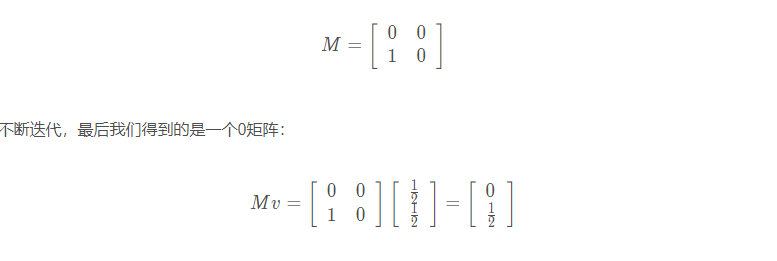 M = [ 0 0 1 0 ]
不断迭代，最后我们得到的是一个0矩阵：
Mv = [ 0 0 1 0 ] [ 1/2 1/2 ] = [ 0 1/2 ]